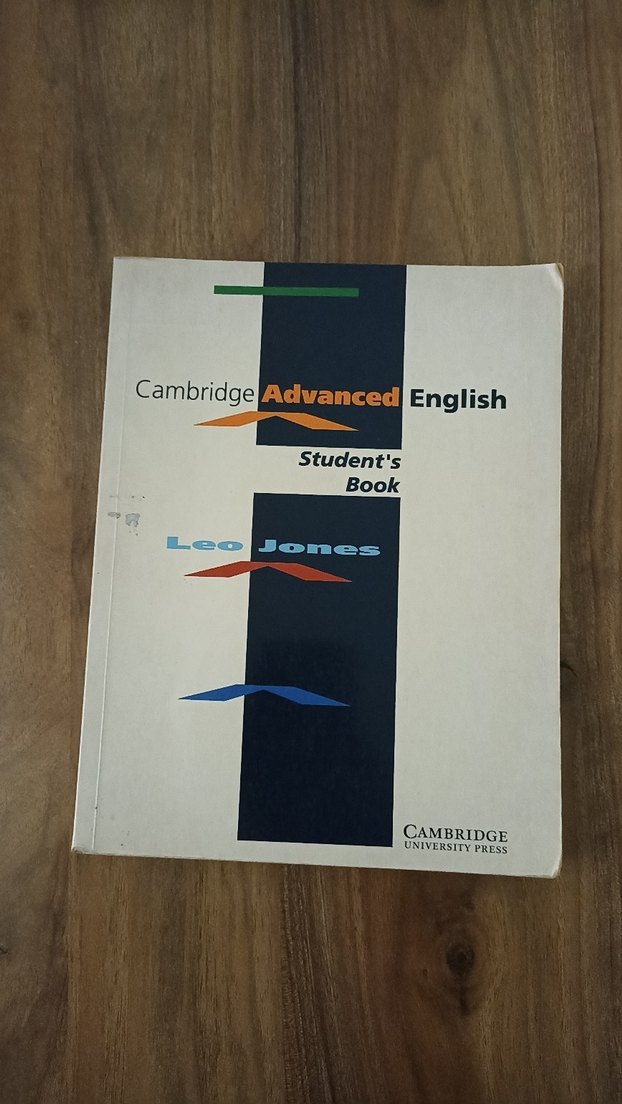 Cambridge Advanced English
Student's
Book
Leo Jones
CAMBRIDGE
UNIVERSITY PRESS